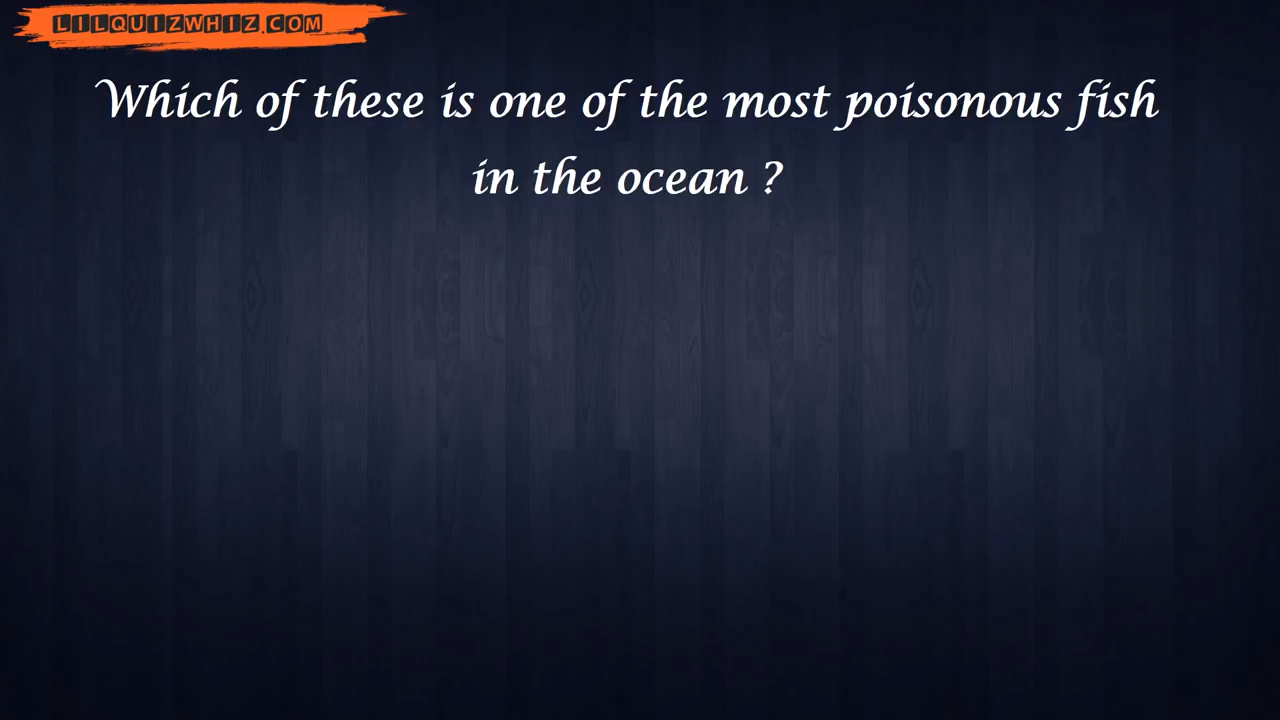 LILQUIZWHIZ.COM
Which of these is one of the most poisonous fish
in the ocean ?